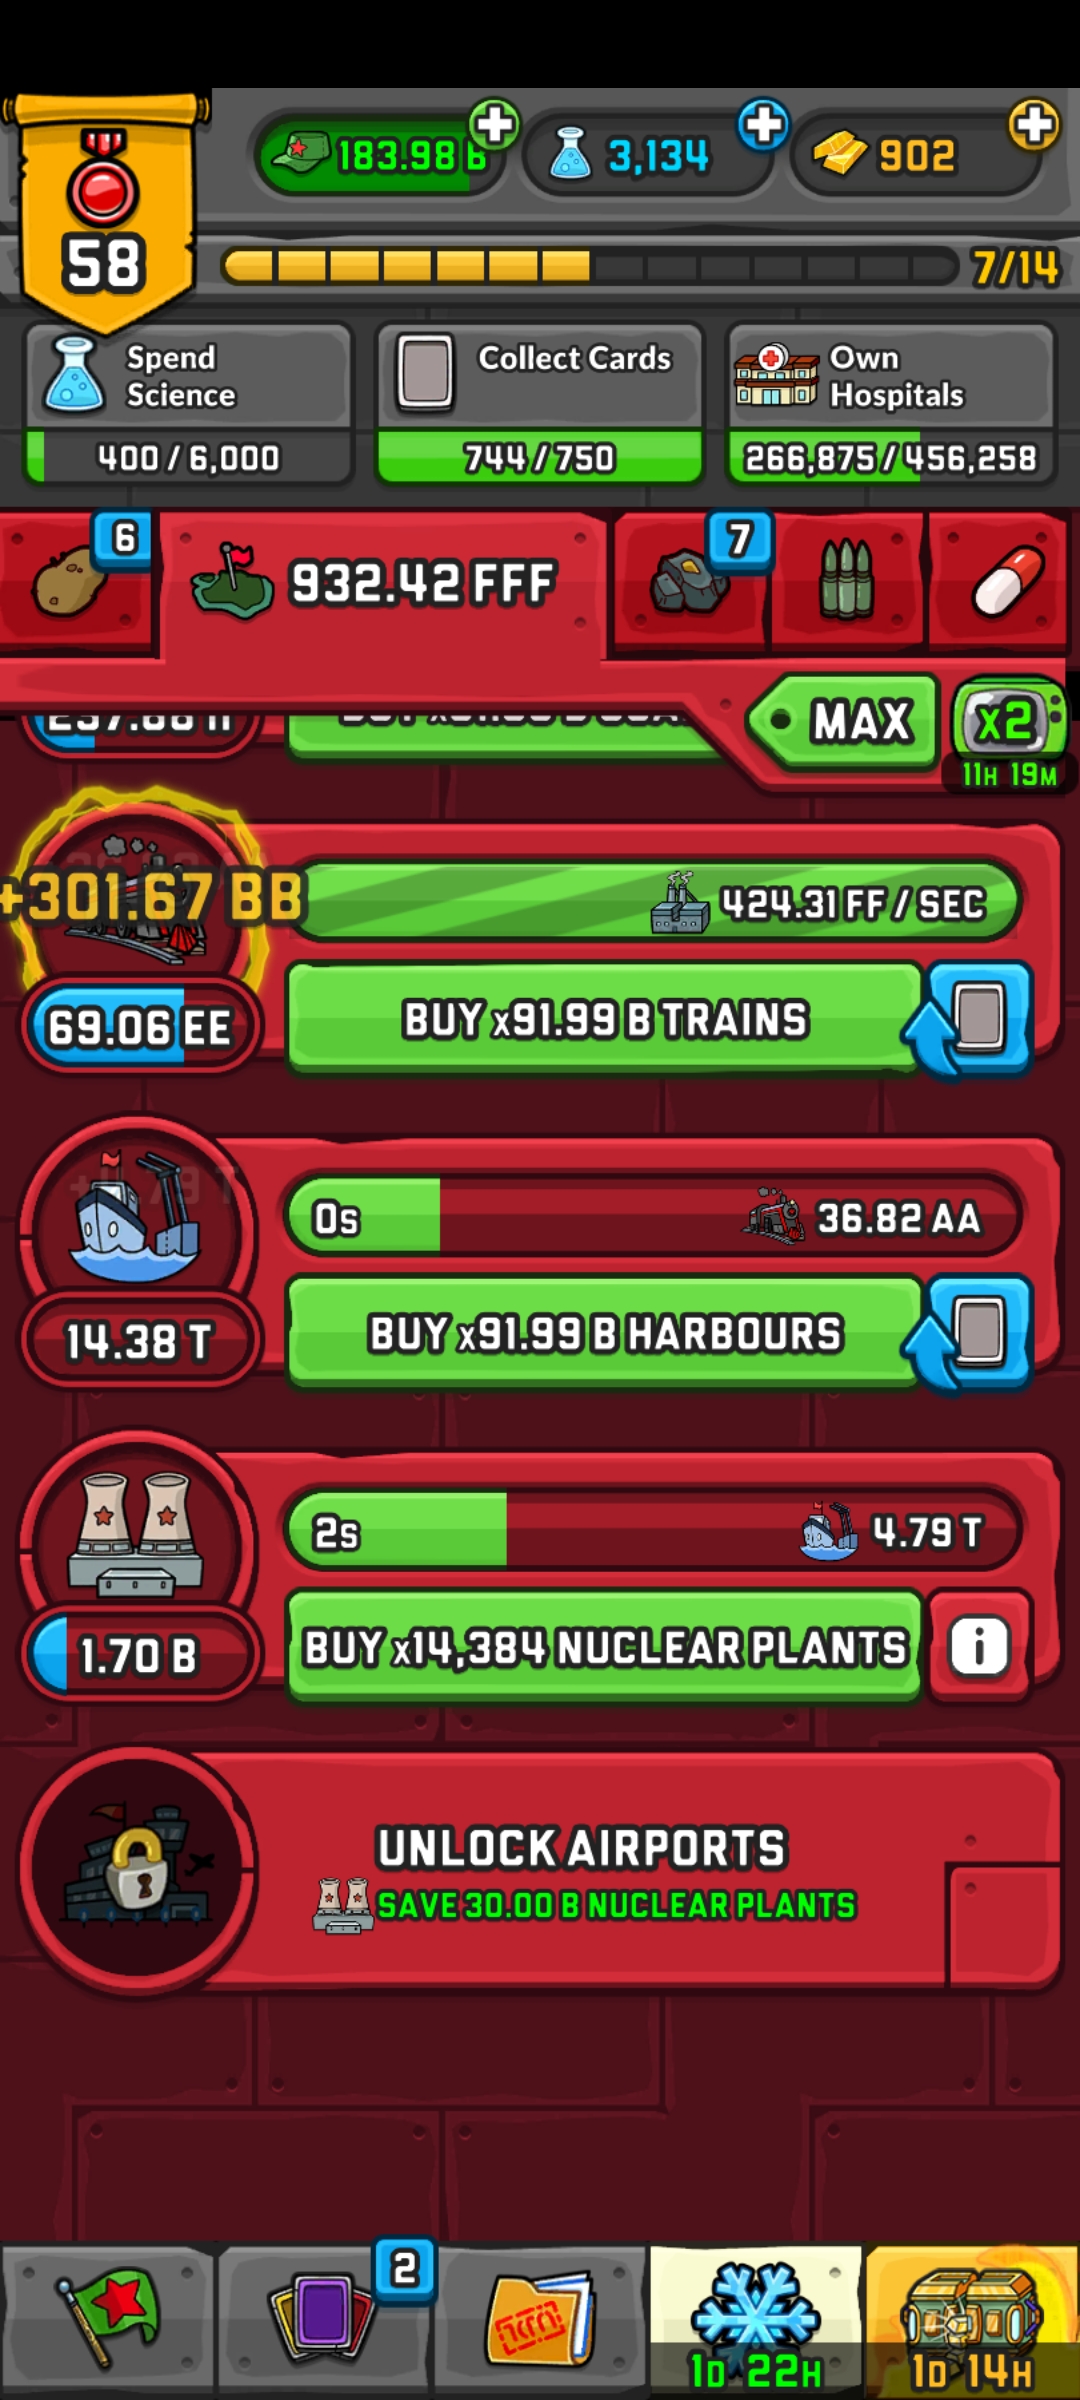 183.98 B
3,134
902
58
7/14
Spend
Science
Collect Cards
Own
Hospitals
400 / 6,000
744 / 750
266,875 / 456,258
6
932.42 FFF
7
MAX
x2
11H 19M
+301.67 BB
424.31 FF / SEC
69.06 EE
BUY x91.99 B TRAINS
0s
36.82 AA
14.38 T
BUY x91.99 B HARBOURS
2s
4.79 T
1.70 B
BUY x14,384 NUCLEAR PLANTS
i
UNLOCK AIRPORTS
SAVE 30.00 B NUCLEAR PLANTS
2
1D 22H
1D 14H